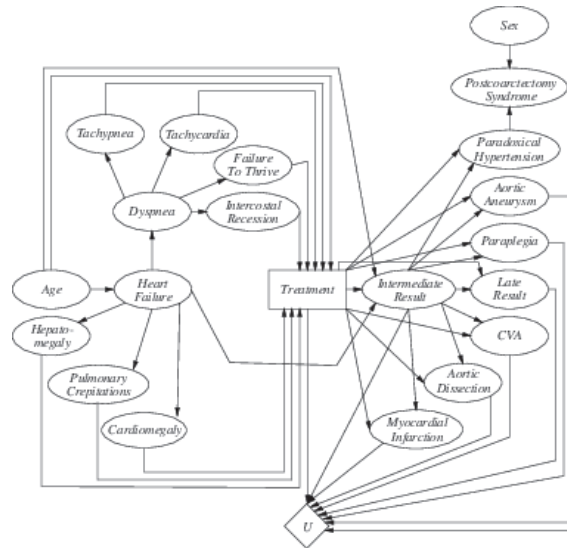 Sex
Postcoarctectomy
Syndrome
Tachypnea
Tachycardia
Paradoxical
Hypertension
Failure
To Thrive
Aortic
Aneurysm
Dyspnea
Intercostal
Recession
Paraplegia
Age
Heart
Failure
Treatment
Intermediate
Result
Late
Result
Hepato-
megaly
CVA
Pulmonary
Crepitations
Aortic
Dissection
Cardiomegaly
Myocardial
Infarction
U